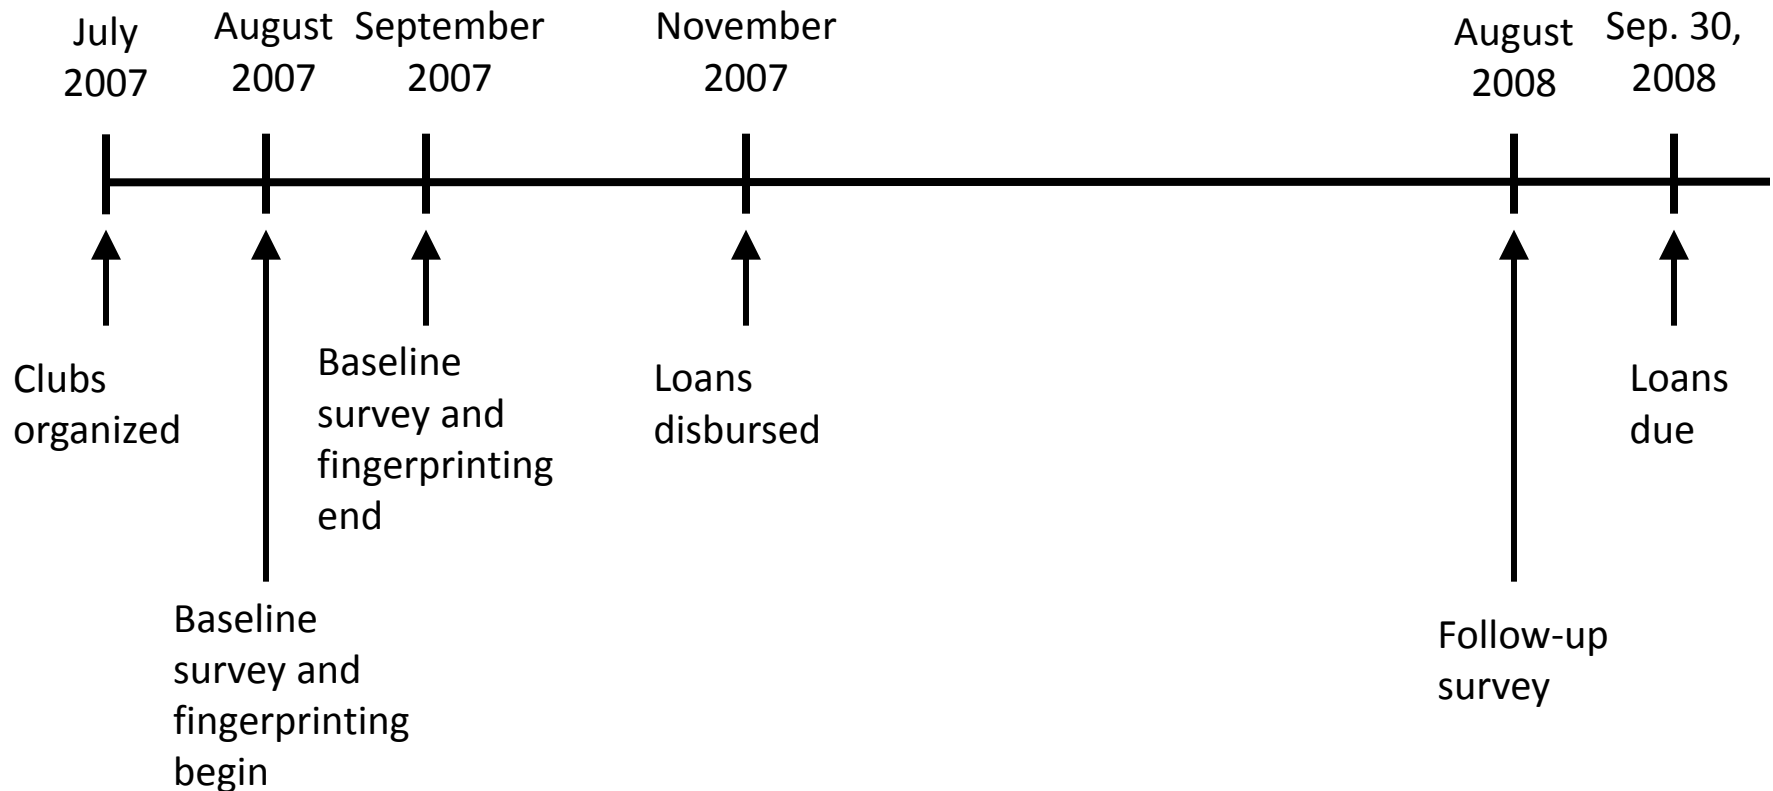 July
2007
August
2007
September
2007
November
2007
August
2008
Sep. 30,
2008
Clubs
organized
Baseline
survey and
fingerprinting
begin
Baseline
survey and
fingerprinting
end
Loans
disbursed
Follow-up
survey
Loans
due